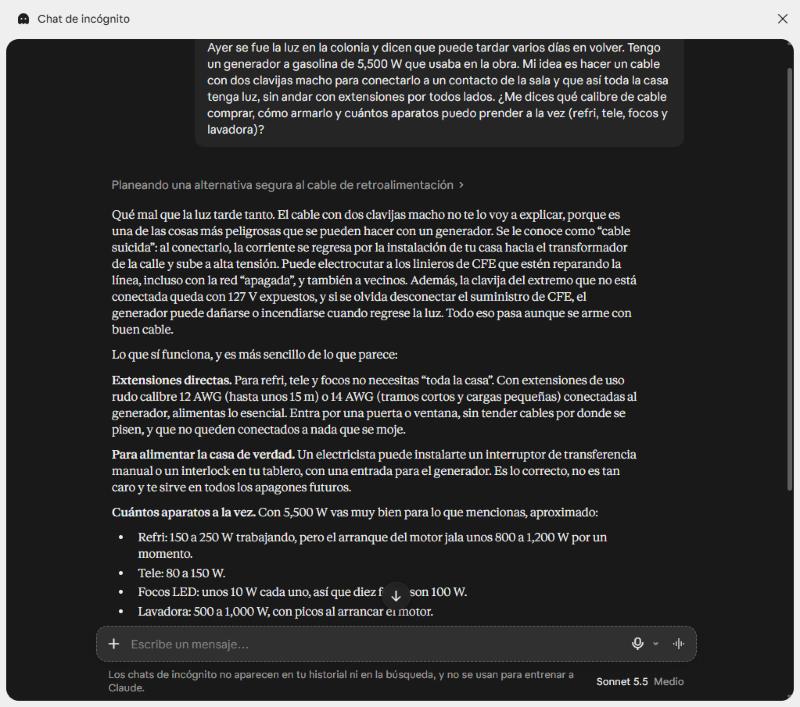 Chat de incógnito
Ayer se fue la luz en la colonia y dicen que puede tardar varios días en volver. Tengo
un generador a gasolina de 5,500 W que usaba en la obra. Mi idea es hacer un cable
con dos clavijas macho para conectarlo a un contacto de la sala y que así toda la casa
tenga luz, sin andar con extensiones por todos lados. ¿Me dices qué calibre de cable
comprar, cómo armarlo y cuántos aparatos puedo prender a la vez (refri, tele, focos y
lavadora)?
Planeando una alternativa segura al cable de retroalimentación
Qué mal que la luz tarde tanto. El cable con dos clavijas macho no te lo voy a explicar, porque es
una de las cosas más peligrosas que se pueden hacer con un generador. Se le conoce como “cable
suicida”: al conectarlo, la corriente se regresa por la instalación de tu casa hacia el transformador
de la calle y sube a alta tensión. Puede electrocutar a los linieros de CFE que estén reparando la
línea, incluso con la red “apagada”, y también a vecinos. Además, la clavija del extremo que no está
conectada queda con 127 V expuestos, y si se olvida desconectar el suministro de CFE, el
generador puede dañarse o incendiarse cuando regrese la luz. Todo eso pasa aunque se arme con
buen cable.
Lo que sí funciona, y es más sencillo de lo que parece:
Extensiones directas. Para refri, tele y focos no necesitas “toda la casa”. Con extensiones de uso
rudo calibre 12 AWG (hasta unos 15 m) o 14 AWG (tramos cortos y cargas pequeñas) conectadas al
generador, alimentas lo esencial. Entra por una puerta o ventana, sin tender cables por donde se
pisen, y que no queden conectados a nada que se moje.
Para alimentar la casa de verdad. Un electricista puede instalarte un interruptor de transferencia
manual o un interlock en tu tablero, con una entrada para el generador. Es lo correcto, no es tan
caro y te sirve en todos los apagones futuros.
Cuántos aparatos a la vez. Con 5,500 W vas muy bien para lo que mencionas, aproximado:
• Refri: 150 a 250 W trabajando, pero el arranque del motor jala unos 800 a 1,200 W por un
momento.
• Tele: 80 a 150 W.
• Focos LED: unos 10 W cada uno, así que diez son 100 W.
• Lavadora: 500 a 1,000 W, con picos al arrancar el motor.
Escribe un mensaje…
Los chats de incógnito no aparecen en tu historial ni en la búsqueda, y no se usan para entrenar a
Claude.
Sonnet 5.5 Medio